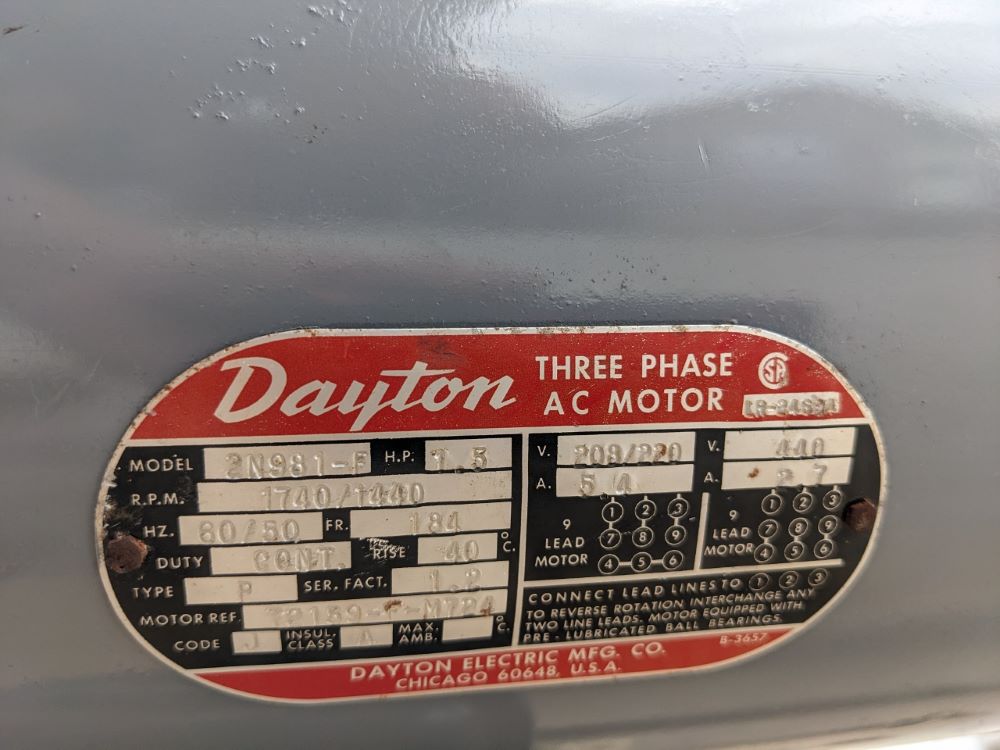 Dayton THREE PHASE
AC MOTOR
MODEL 2N981-F H.P. 1.5
R.P.M. 1740/1440
HZ. 60/50 FR. 184
DUTY CONT. RISE 40 °C.
TYPE P SER. FACT. 1.2
MOTOR REF.
CODE J INSUL. CLASS A MAX. AMB. °C.
V. 208/220 V. 440
A. 5.4 A. 2.7
9 LEAD MOTOR 1 2 3 7 8 9 4 5 6
9 LEAD MOTOR 1 2 3 7 8 9 4 5 6
CONNECT LEAD LINES TO 1 2 3
TO REVERSE ROTATION INTERCHANGE ANY
TWO LINE LEADS. MOTOR EQUIPPED WITH
PRE-LUBRICATED BALL BEARINGS.
B-3657
DAYTON ELECTRIC MFG. CO.
CHICAGO 60648, U.S.A.